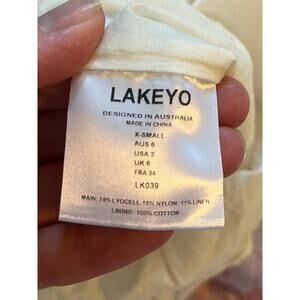 LAKEYO
DESIGNED IN AUSTRALIA
MADE IN CHINA
X-SMALL
AUS 6
USA 2
UK 6
FRA 34
LK039
MAIN: 74% LYOCELL, 15% NYLON, 11% LINEN
LINING: 100% COTTON